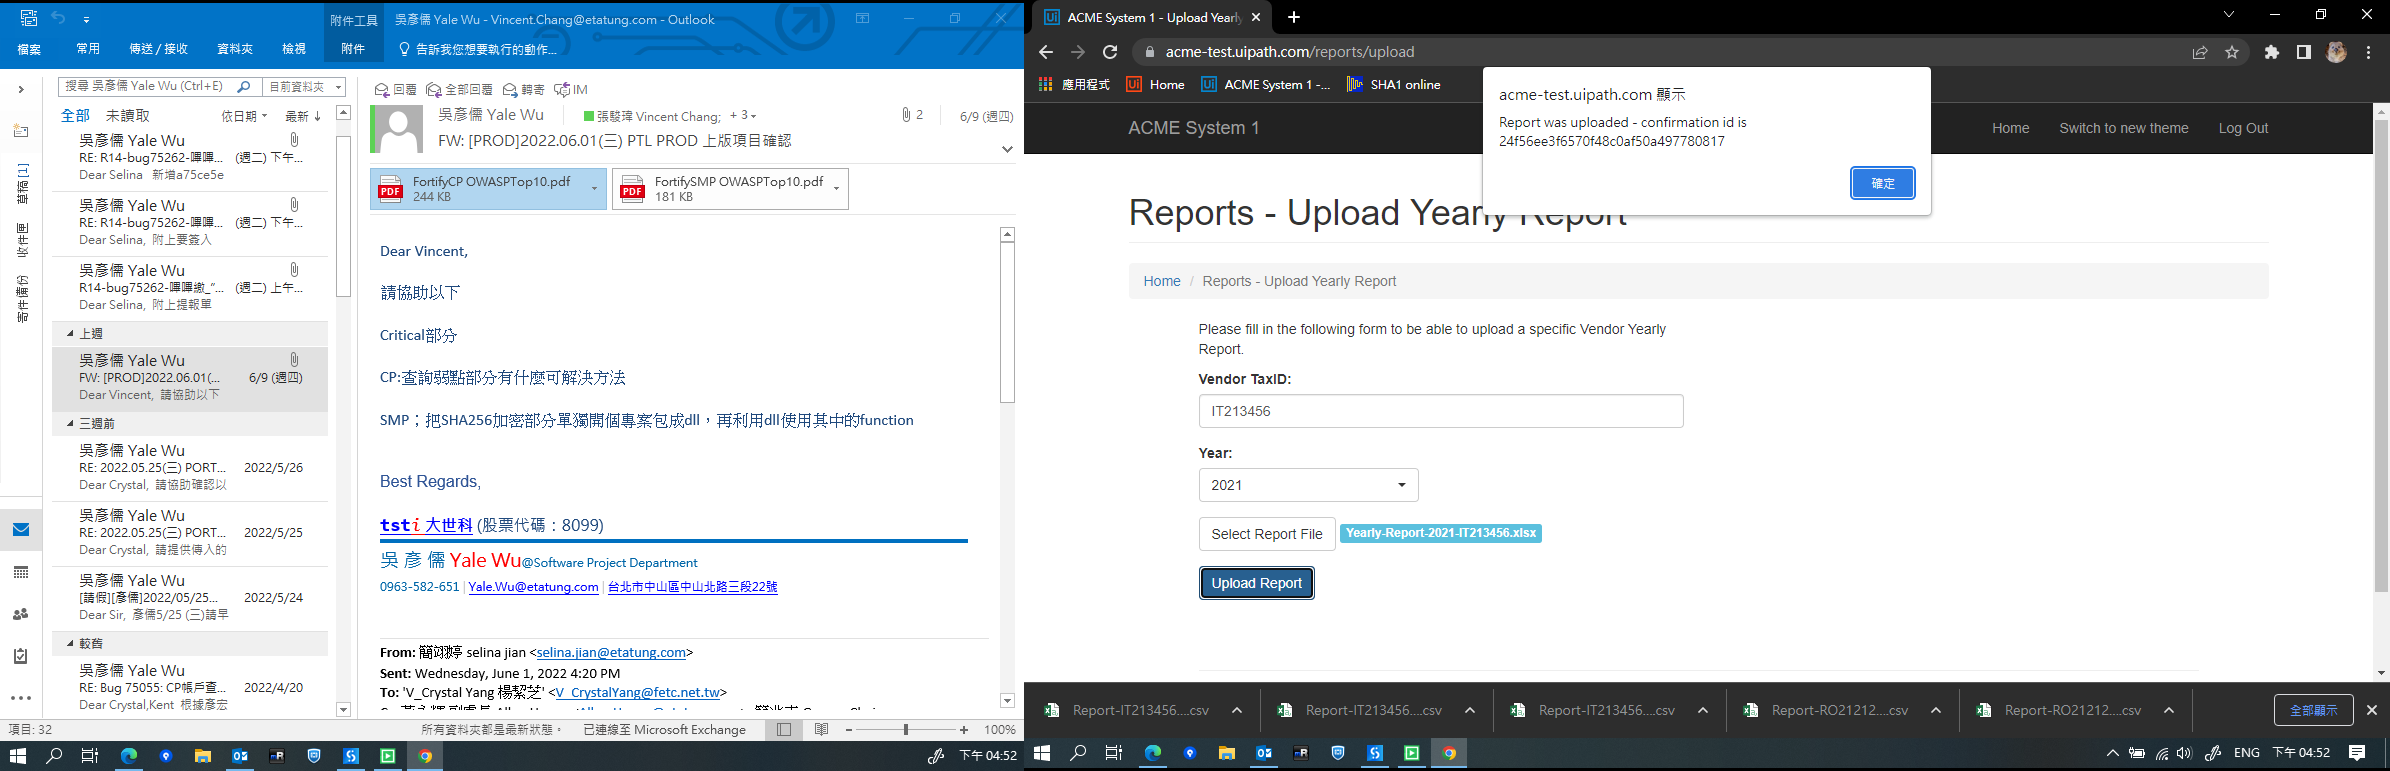 附件工具
吳彥儒 Yale Wu - Vincent.Chang@etatung.com - Outlook
檔案
常用
傳送 / 接收
資料夾
檢視
附件
告訴我您想要執行的動作...
搜尋 吳彥儒 Yale Wu (Ctrl+E)
目前資料夾
全部 未讀取
依日期
最新 ↓
吳彥儒 Yale Wu
RE: R14-bug75262-嗶嗶... (週二) 下午...
Dear Selina 新增a75ce5e
吳彥儒 Yale Wu
RE: R14-bug75262-嗶嗶... (週二) 下午...
Dear Selina, 附上要簽入
吳彥儒 Yale Wu
R14-bug75262-嗶嗶繳_"... (週二) 上午...
Dear Selina, 附上提報單
上週
吳彥儒 Yale Wu
FW: [PROD]2022.06.01(... 6/9 (週四)
Dear Vincent, 請協助以下
三週前
吳彥儒 Yale Wu
RE: 2022.05.25(三) PORT... 2022/5/26
Dear Crystal, 請協助確認以
吳彥儒 Yale Wu
RE: 2022.05.25(三) PORT... 2022/5/25
Dear Crystal, 請提供傳入的
吳彥儒 Yale Wu
[請假][彥儒]2022/05/25... 2022/5/24
Dear Sir, 彥儒5/25 (三)請早
較舊
吳彥儒 Yale Wu
RE: Bug 75055: CP帳戶查... 2022/4/20
Dear Crystal,Kent 根據彥宏
草稿 [1]
收件匣
寄件備份
回覆 全部回覆 轉寄 IM
吳彥儒 Yale Wu
張駿瑋 Vincent Chang; + 3
2
6/9 (週四)
FW: [PROD]2022.06.01(三) PTL PROD 上版項目確認
FortifyCP OWASPTop10.pdf
244 KB
FortifySMP OWASPTop10.pdf
181 KB
Dear Vincent,
請協助以下
Critical部分
CP:查詢弱點部分有什麼可解決方法
SMP；把SHA256加密部分單獨開個專案包成dll，再利用dll使用其中的function
Best Regards,
tsti 大世科 (股票代碼：8099)
吳 彥 儒 Yale Wu@Software Project Department
0963-582-651 | Yale.Wu@etatung.com | 台北市中山區中山北路三段22號
From: 簡翊婷 selina jian <selina.jian@etatung.com>
Sent: Wednesday, June 1, 2022 4:20 PM
To: 'V_Crystal Yang 楊絜芝' <V_CrystalYang@fetc.net.tw>
項目: 32
所有資料夾都是最新狀態。
已連線至 Microsoft Exchange
100%
下午 04:52
ACME System 1 - Upload Yearly
acme-test.uipath.com/reports/upload
應用程式
Home
ACME System 1 -...
SHA1 online
acme-test.uipath.com 顯示
Report was uploaded - confirmation id is
24f56ee3f6570f48c0af50a497780817
確定
ACME System 1
Home
Switch to new theme
Log Out
Reports - Upload Yearly Report
Home / Reports - Upload Yearly Report
Please fill in the following form to be able to upload a specific Vendor Yearly
Report.
Vendor TaxID:
IT213456
Year:
2021
Select Report File
Yearly-Report-2021-IT213456.xlsx
Upload Report
Report-IT213456....csv
Report-IT213456....csv
Report-IT213456....csv
Report-RO21212....csv
Report-RO21212....csv
全部顯示
ENG
下午 04:52